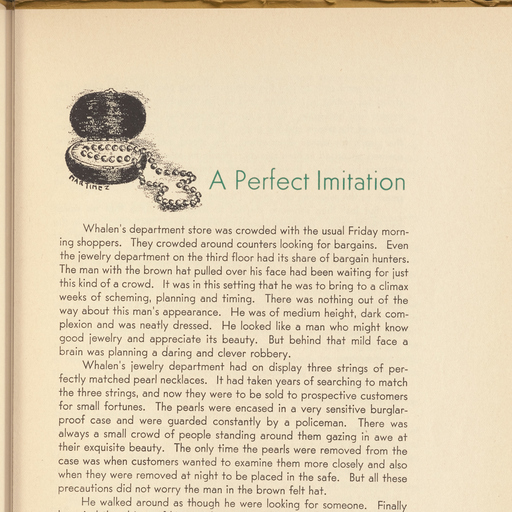 MARTINEZ
A Perfect Imitation
Whalen's department store was crowded with the usual Friday morn-
ing shoppers. They crowded around counters looking for bargains. Even
the jewelry department on the third floor had its share of bargain hunters.
The man with the brown hat pulled over his face had been waiting for just
this kind of a crowd. It was in this setting that he was to bring to a climax
weeks of scheming, planning and timing. There was nothing out of the
way about this man's appearance. He was of medium height, dark com-
plexion and was neatly dressed. He looked like a man who might know
good jewelry and appreciate its beauty. But behind that mild face a
brain was planning a daring and clever robbery.
Whalen's jewelry department had on display three strings of per-
fectly matched pearl necklaces. It had taken years of searching to match
the three strings, and now they were to be sold to prospective customers
for small fortunes. The pearls were encased in a very sensitive burglar-
proof case and were guarded constantly by a policeman. There was
always a small crowd of people standing around them gazing in awe at
their exquisite beauty. The only time the pearls were removed from the
case was when customers wanted to examine them more closely and also
when they were removed at night to be placed in the safe. But all these
precautions did not worry the man in the brown felt hat.
He walked around as though he were looking for someone. Finally